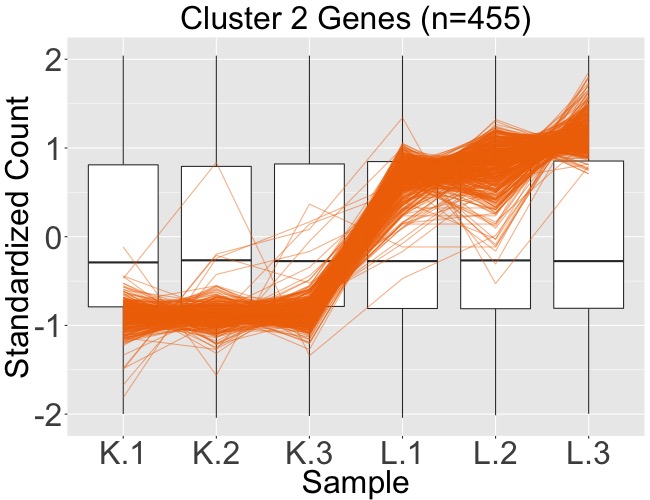 Cluster 2 Genes (n=455)
Standardized Count
2
1
0
-1
-2
K.1 K.2 K.3 L.1 L.2 L.3
Sample